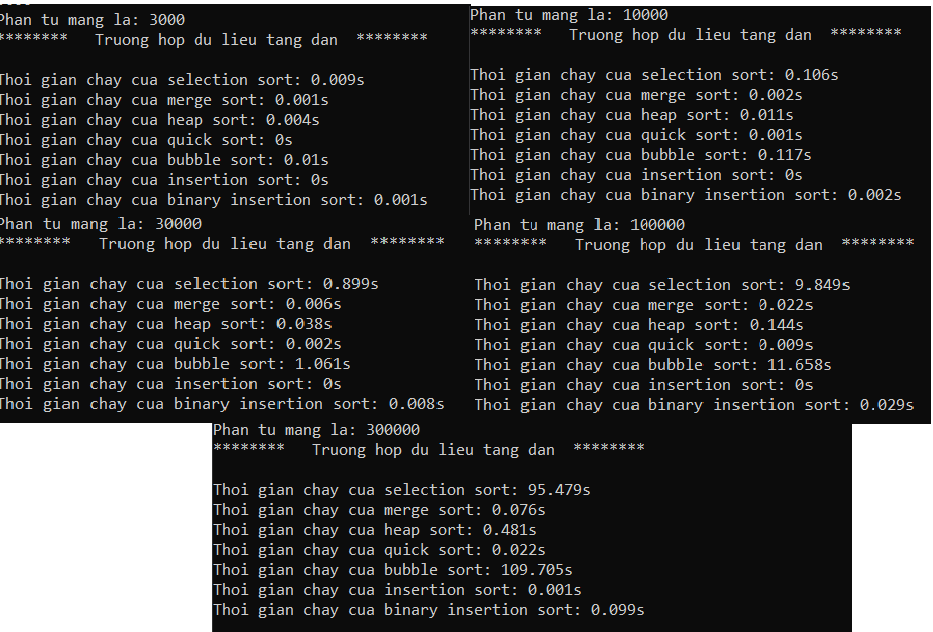 Phan tu mang la: 3000
******** Truong hop du lieu tang dan ********
Thoi gian chay cua selection sort: 0.009s
Thoi gian chay cua merge sort: 0.001s
Thoi gian chay cua heap sort: 0.004s
Thoi gian chay cua quick sort: 0s
Thoi gian chay cua bubble sort: 0.01s
Thoi gian chay cua insertion sort: 0s
Thoi gian chay cua binary insertion sort: 0.001s
Phan tu mang la: 10000
******** Truong hop du lieu tang dan ********
Thoi gian chay cua selection sort: 0.106s
Thoi gian chay cua merge sort: 0.002s
Thoi gian chay cua heap sort: 0.011s
Thoi gian chay cua quick sort: 0.001s
Thoi gian chay cua bubble sort: 0.117s
Thoi gian chay cua insertion sort: 0s
Thoi gian chay cua binary insertion sort: 0.002s
Phan tu mang la: 30000
******** Truong hop du lieu tang dan ********
Thoi gian chay cua selection sort: 0.899s
Thoi gian chay cua merge sort: 0.006s
Thoi gian chay cua heap sort: 0.038s
Thoi gian chay cua quick sort: 0.002s
Thoi gian chay cua bubble sort: 1.061s
Thoi gian chay cua insertion sort: 0s
Thoi gian chay cua binary insertion sort: 0.008s
Phan tu mang la: 100000
******** Truong hop du lieu tang dan ********
Thoi gian chay cua selection sort: 9.849s
Thoi gian chay cua merge sort: 0.022s
Thoi gian chay cua heap sort: 0.144s
Thoi gian chay cua quick sort: 0.009s
Thoi gian chay cua bubble sort: 11.658s
Thoi gian chay cua insertion sort: 0s
Thoi gian chay cua binary insertion sort: 0.029s
Phan tu mang la: 300000
******** Truong hop du lieu tang dan ********
Thoi gian chay cua selection sort: 95.479s
Thoi gian chay cua merge sort: 0.076s
Thoi gian chay cua heap sort: 0.481s
Thoi gian chay cua quick sort: 0.022s
Thoi gian chay cua bubble sort: 109.705s
Thoi gian chay cua insertion sort: 0.001s
Thoi gian chay cua binary insertion sort: 0.099s